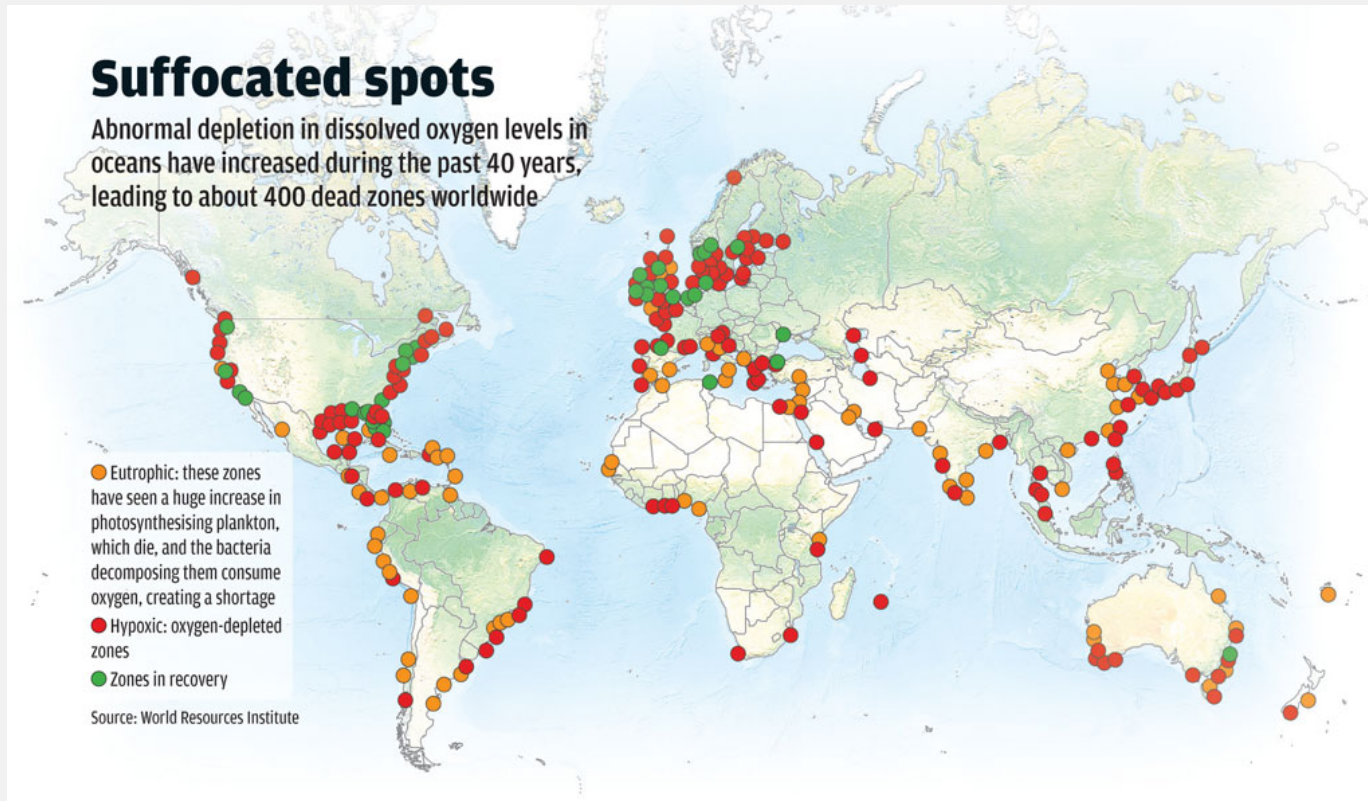 Suffocated spots
Abnormal depletion in dissolved oxygen levels in
oceans have increased during the past 40 years,
leading to about 400 dead zones worldwide
Eutrophic: these zones
have seen a huge increase in
photosynthesising plankton,
which die, and the bacteria
decomposing them consume
oxygen, creating a shortage
Hypoxic: oxygen-depleted
zones
Zones in recovery
Source: World Resources Institute